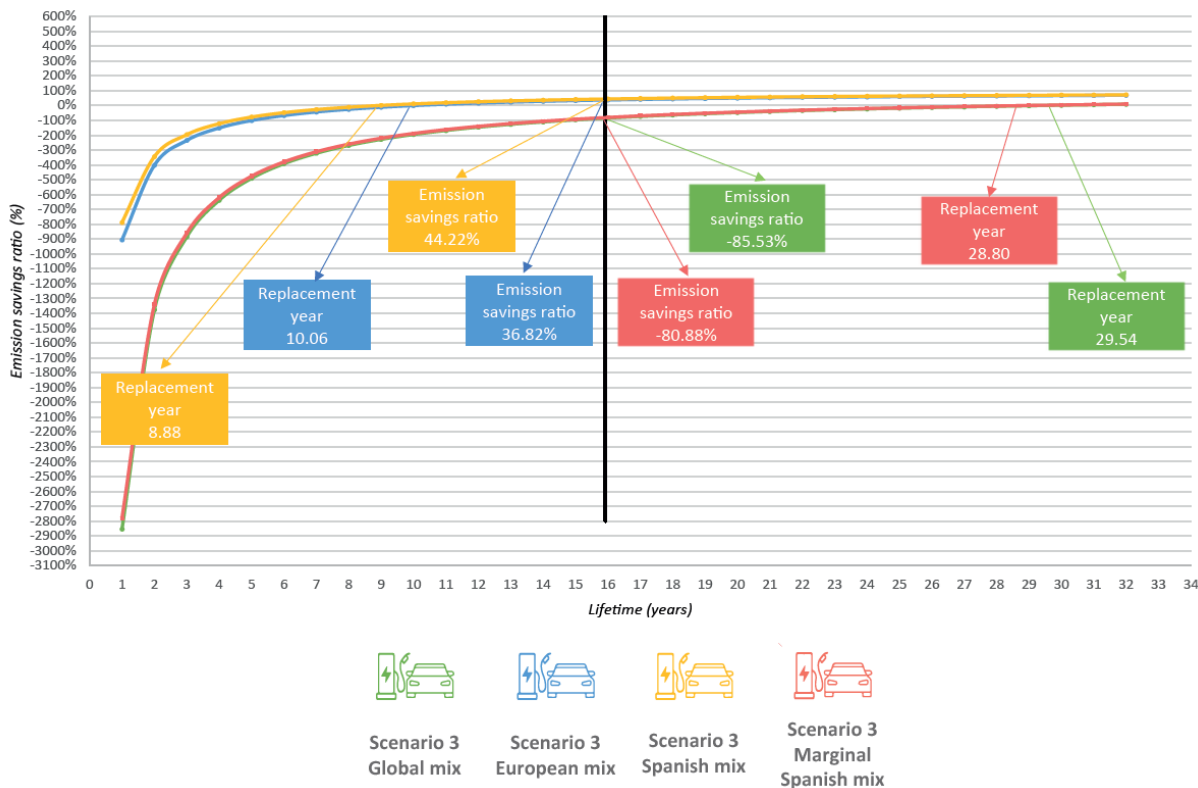 600%
500%
400%
300%
200%
100%
0%
-100%
-200%
-300%
-400%
-500%
-600%
-700%
-800%
-900%
-1000%
-1100%
-1200%
-1300%
-1400%
-1500%
-1600%
-1700%
-1800%
-1900%
-2000%
-2100%
-2200%
-2300%
-2400%
-2500%
-2600%
-2700%
-2800%
-2900%
-3000%
-3100%
Emission savings ratio (%)
Replacement
year
8.88
Replacement
year
10.06
Emission
savings ratio
44.22%
Emission
savings ratio
36.82%
Emission
savings ratio
-80.88%
Emission
savings ratio
-85.53%
Replacement
year
28.80
Replacement
year
29.54
0 1 2 3 4 5 6 7 8 9 10 11 12 13 14 15 16 17 18 19 20 21 22 23 24 25 26 27 28 29 30 31 32 33 34
Lifetime (years)
Scenario 3
Global mix
Scenario 3
European mix
Scenario 3
Spanish mix
Scenario 3
Marginal
Spanish mix